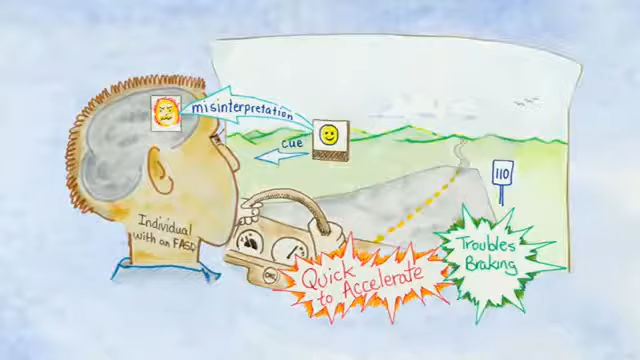 misinterpretation
cue
110
Individual
with an FASD
Troubles
Braking
Quick
to Accelerate